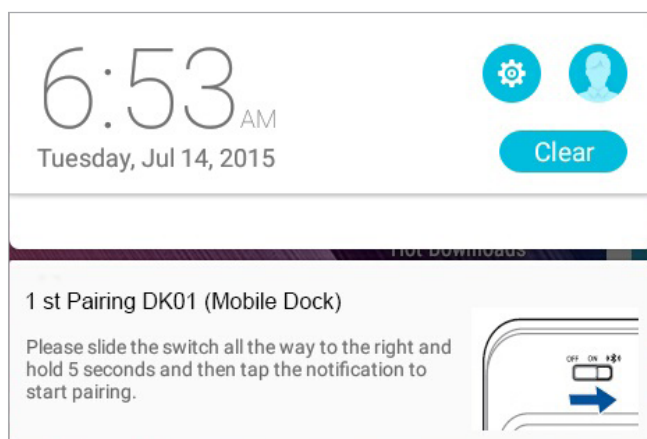 6:53 AM
Tuesday, Jul 14, 2015
Clear
Hot Downloads
1 st Pairing DK01 (Mobile Dock)
Please slide the switch all the way to the right and
hold 5 seconds and then tap the notification to
start pairing.
OFF ON